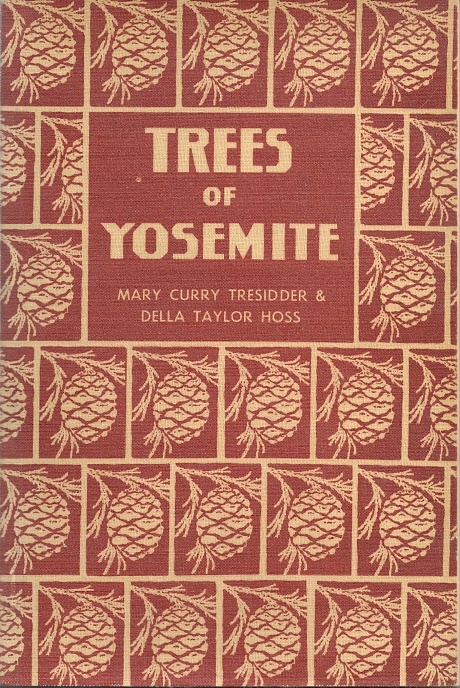 TREES
OF
YOSEMITE
MARY CURRY TRESIDDER &
DELLA TAYLOR HOSS